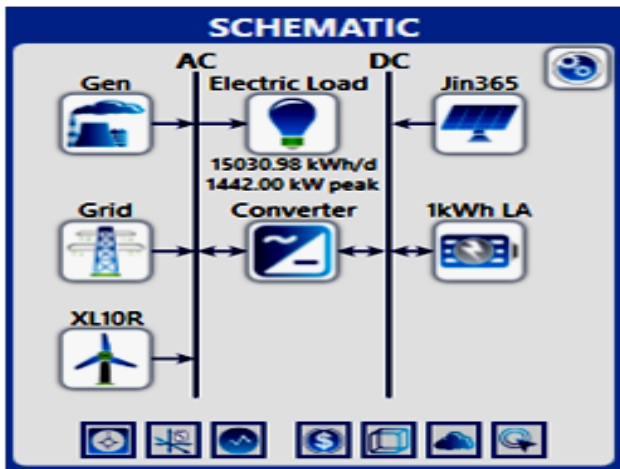 SCHEMATIC
AC DC
Gen Electric Load Jin365
15030.98 kWh/d
1442.00 kW peak
Grid Converter 1kWh LA
XL10R